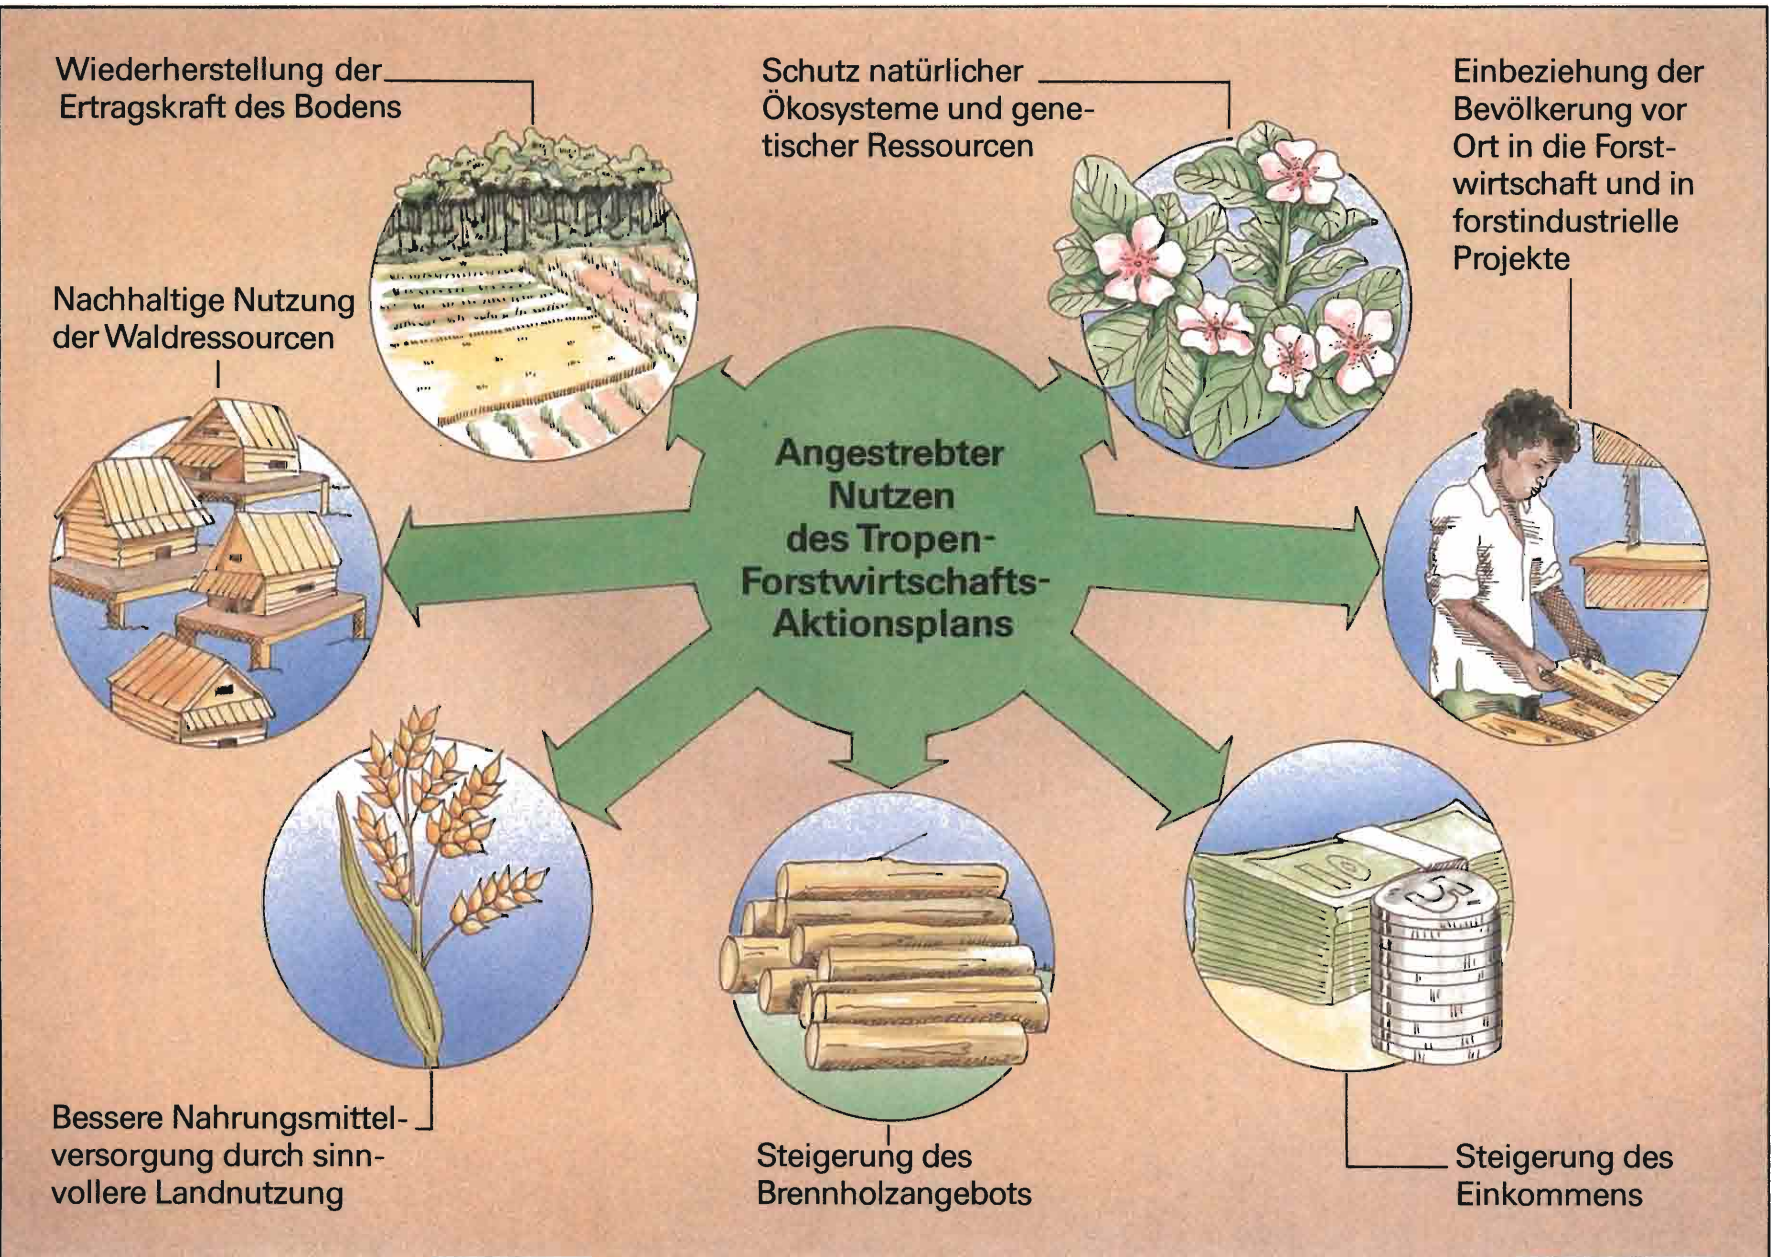 Wiederherstellung der
Ertragskraft des Bodens
Schutz natürlicher
Ökosysteme und gene-
tischer Ressourcen
Einbeziehung der
Bevölkerung vor
Ort in die Forst-
wirtschaft und in
forstindustrielle
Projekte
Nachhaltige Nutzung
der Waldressourcen
Angestrebter
Nutzen
des Tropen-
Forstwirtschafts-
Aktionsplans
10
5
Bessere Nahrungsmittel-
versorgung durch sinn-
vollere Landnutzung
Steigerung des
Brennholzangebots
Steigerung des
Einkommens